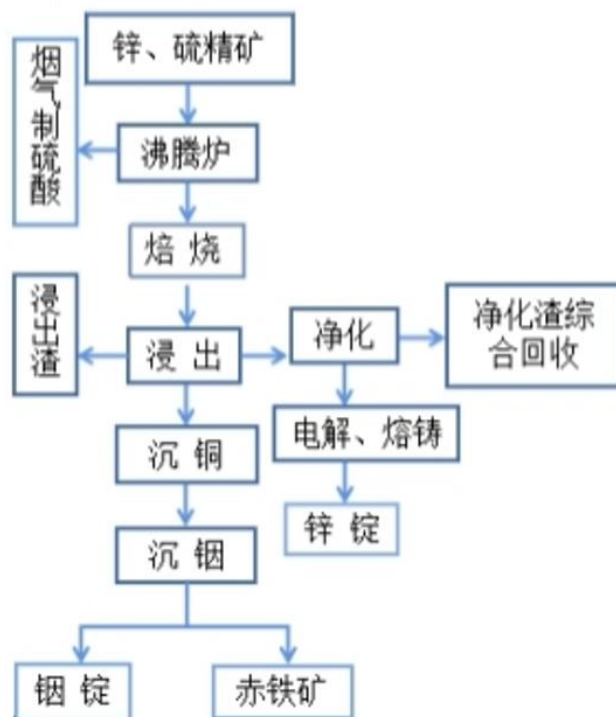 锌、硫精矿
烟气制硫酸
沸腾炉
焙 烧
浸出渣
浸 出
净化
净化渣综
合回收
沉 铜
电解、熔铸
沉 铟
锌 锭
铟 锭
赤铁矿